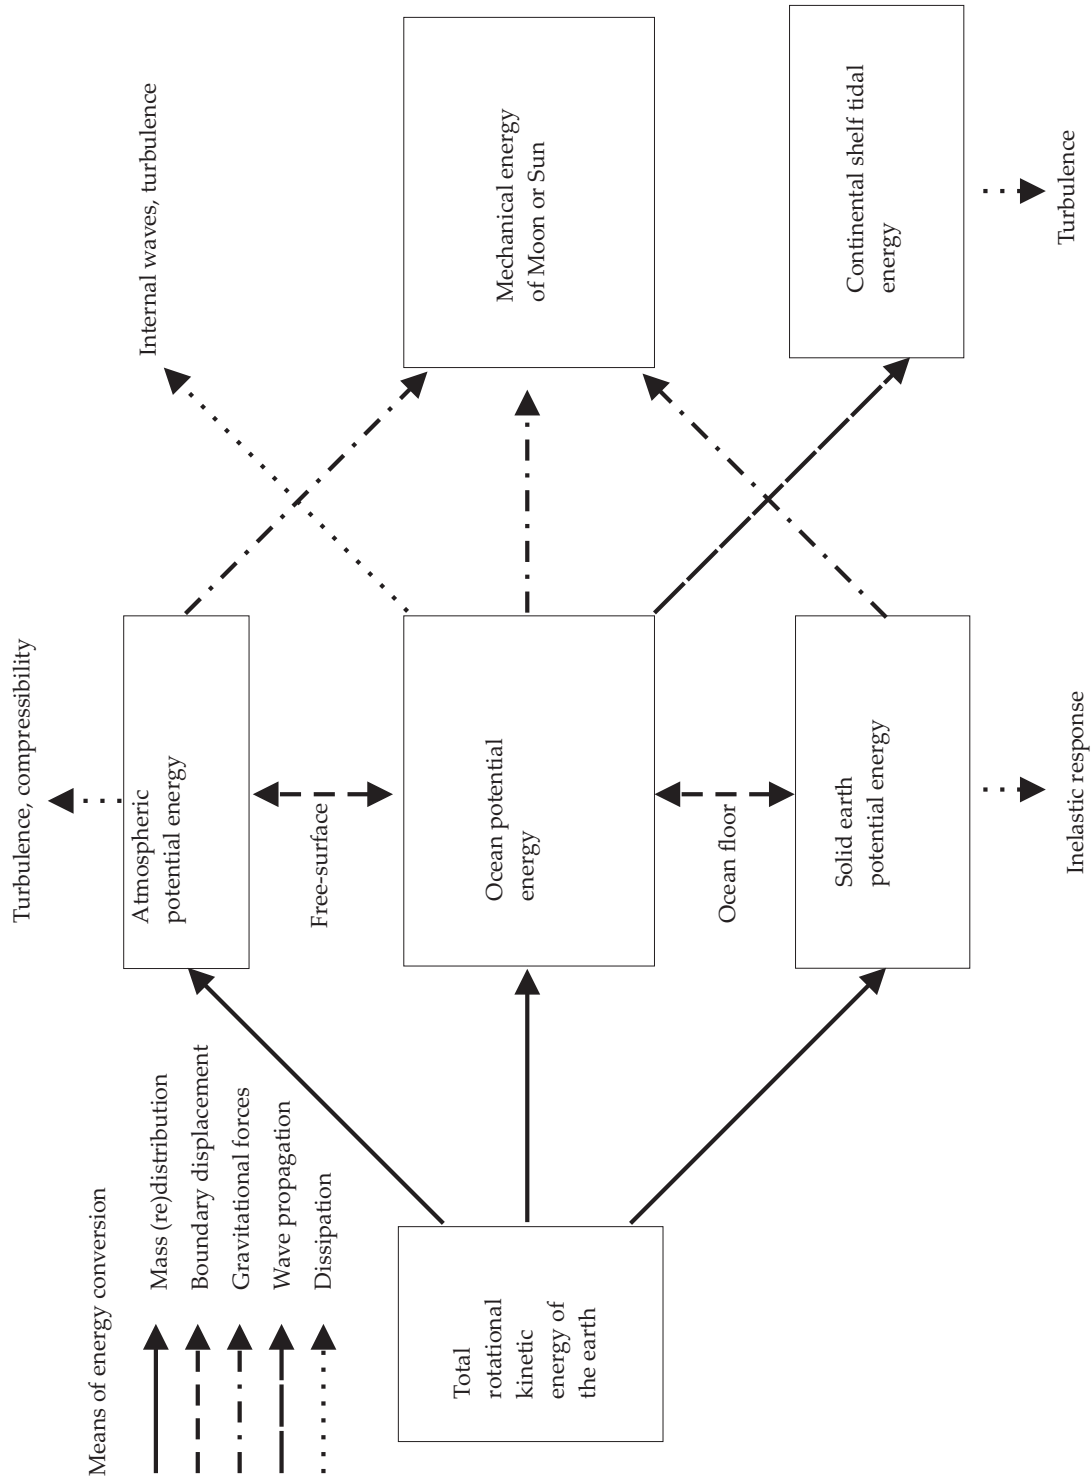 Means of energy conversion
Mass (re)distribution
Boundary displacement
Gravitational forces
Wave propagation
Dissipation
Total
rotational
kinetic
energy of
the earth
Turbulence, compressibility
Atmospheric
potential energy
Free-surface
Ocean potential
energy
Ocean floor
Solid earth
potential energy
Inelastic response
Internal waves, turbulence
Mechanical energy
of Moon or Sun
Continental shelf tidal
energy
Turbulence